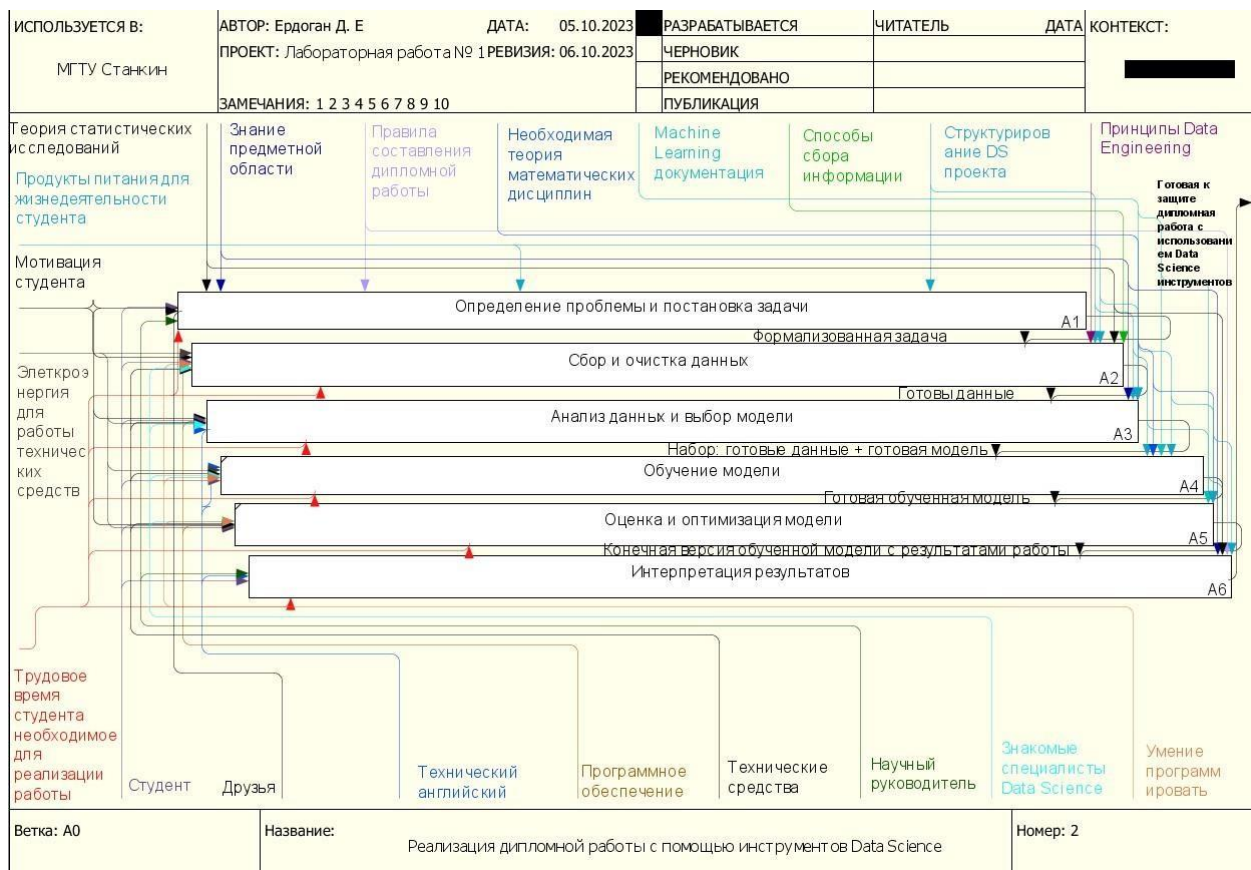 ИСПОЛЬЗУЕТСЯ В:
МГТУ Станкин
АВТОР: Ердоган Д. Е
ДАТА: 05.10.2023
ПРОЕКТ: Лабораторная работа № 1
РЕВИЗИЯ: 06.10.2023
ЗАМЕЧАНИЯ: 1 2 3 4 5 6 7 8 9 10
РАЗРАБАТЫВАЕТСЯ
ЧЕРНОВИК
РЕКОМЕНДОВАНО
ПУБЛИКАЦИЯ
ЧИТАТЕЛЬ
ДАТА
КОНТЕКСТ:
Теория статистических
исследований
Знание
предметной
области
Правила
составления
дипломной
работы
Необходимая
теория
математических
дисциплин
Machine
Learning
документация
Способы
сбора
информации
Структуриров
ание DS
проекта
Принципы Data
Engineering
Продукты питания для
жизнедеятельности
студента
Мотивация
студента
Готовая к
защите
дипломная
работа с
использовани
ем Data
Science
инструментов
Определение проблемы и постановка задачи
A1
Формализованная задача
Сбор и очистка данных
A2
Элеткроэ
нергия
для
работы
техничес
ких
средств
Готовы данные
Анализ данных и выбор модели
A3
Набор: готовые данные + готовая модель
Обучение модели
A4
Готовая обученная модель
Оценка и оптимизация модели
A5
Конечная версия обученной модели с результатами работы
Интерпретация результатов
A6
Трудовое
время
студента
необходимое
для
реализации
работы
Студент
Друзья
Технический
английский
Программное
обеспечение
Технические
средства
Научный
руководитель
Знакомые
специалисты
Data Science
Умение
программ
ировать
Ветка: A0
Название:
Реализация дипломной работы с помощью инструментов Data Science
Номер: 2